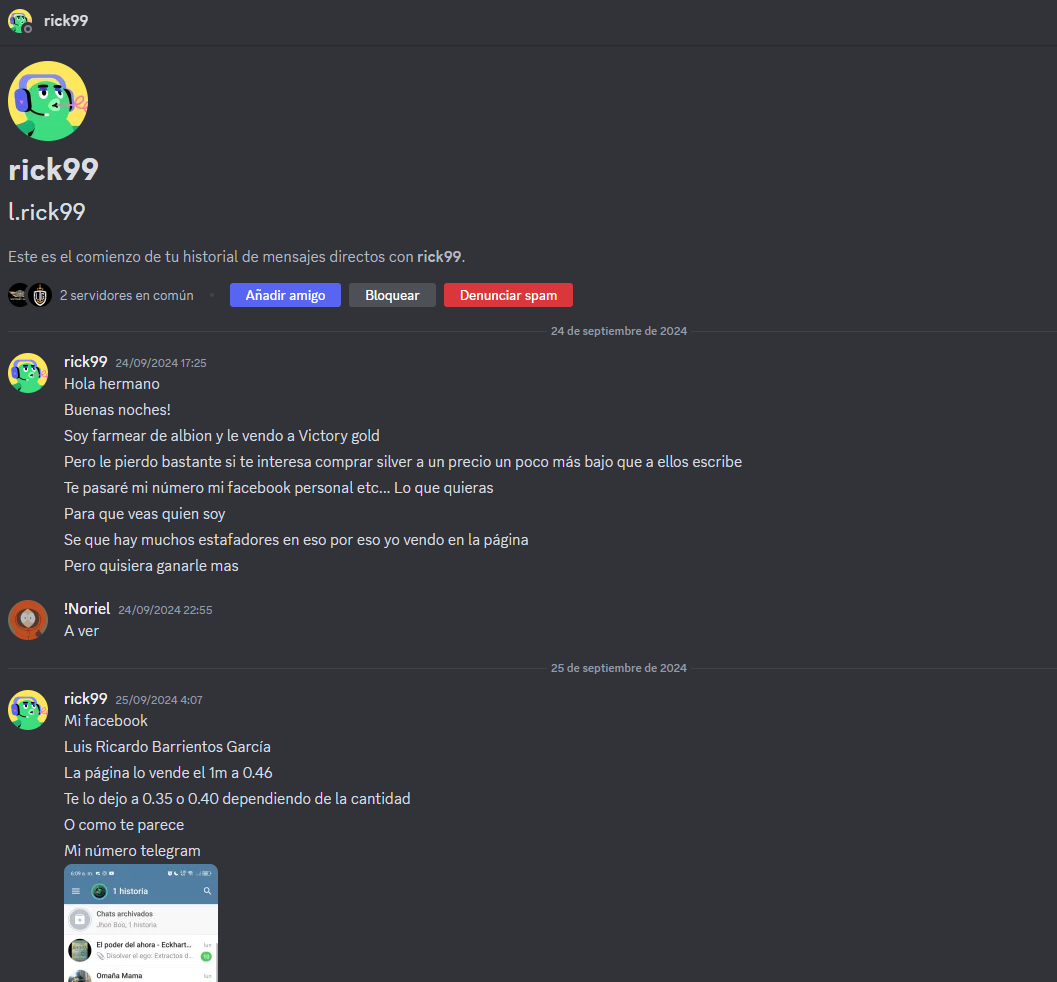 rick99
rick99
l.rick99
Este es el comienzo de tu historial de mensajes directos con rick99.
2 servidores en común • Añadir amigo Bloquear Denunciar spam
24 de septiembre de 2024
rick99 24/09/2024 17:25
Hola hermano
Buenas noches!
Soy farmear de albion y le vendo a Victory gold
Pero le pierdo bastante si te interesa comprar silver a un precio un poco más bajo que a ellos escribe
Te pasaré mi número mi facebook personal etc... Lo que quieras
Para que veas quien soy
Se que hay muchos estafadores en eso por eso yo vendo en la página
Pero quisiera ganarle mas
!Noriel 24/09/2024 22:55
A ver
25 de septiembre de 2024
rick99 25/09/2024 4:07
Mi facebook
Luis Ricardo Barrientos García
La página lo vende el 1m a 0.46
Te lo dejo a 0.35 o 0.40 dependiendo de la cantidad
O como te parece
Mi número telegram
6:09 p. m.
1 historia
Chats archivados
Jhon Boo, 1 historia
El poder del ahora - Eckhart... lun
Disolver el ego: Extractos d...
Omaña Mama lun